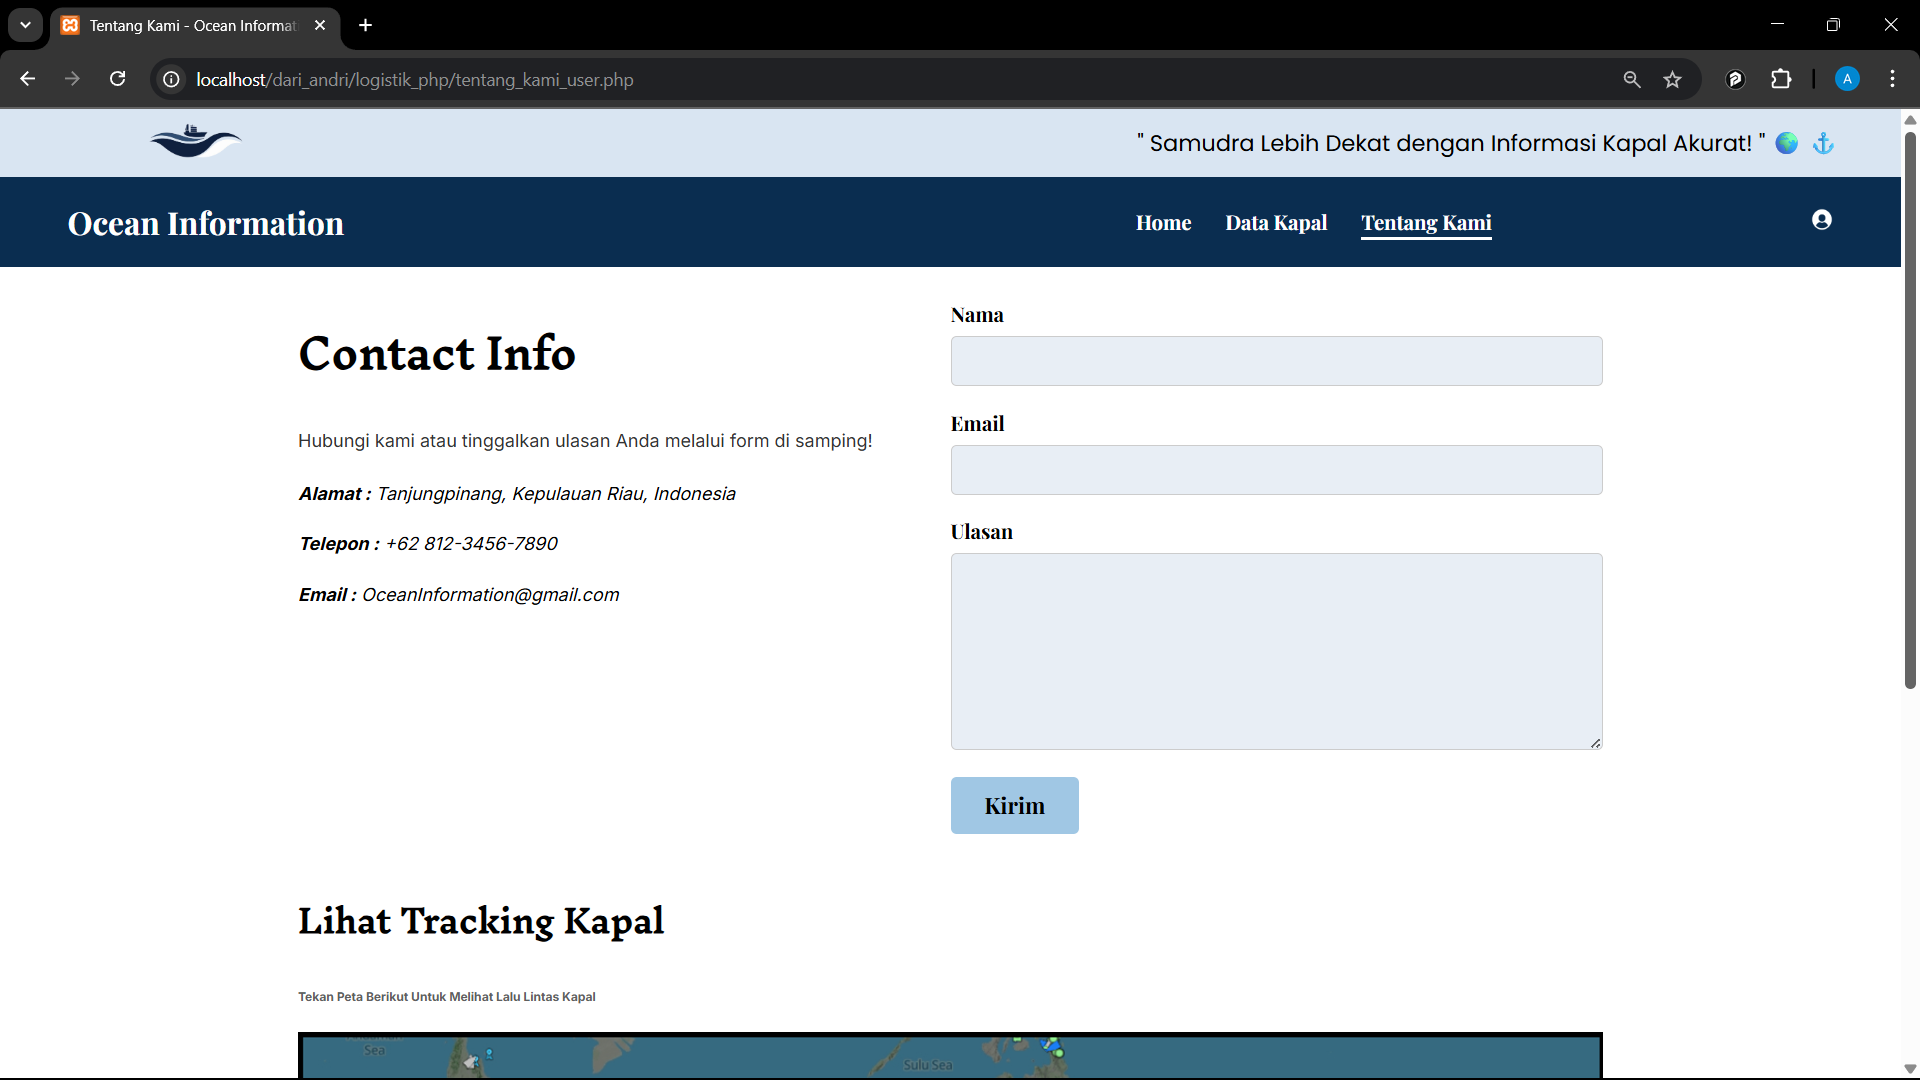 Tentang Kami - Ocean Informat
localhost/dari_andri/logistik_php/tentang_kami_user.php
A
" Samudra Lebih Dekat dengan Informasi Kapal Akurat! " 🌍 ⚓
Ocean Information
Home Data Kapal Tentang Kami
Contact Info
Hubungi kami atau tinggalkan ulasan Anda melalui form di samping!
Alamat : Tanjungpinang, Kepulauan Riau, Indonesia
Telepon : +62 812-3456-7890
Email : OceanInformation@gmail.com
Nama
Email
Ulasan
Kirim
Lihat Tracking Kapal
Tekan Peta Berikut Untuk Melihat Lalu Lintas Kapal
Sea
Sulu Sea